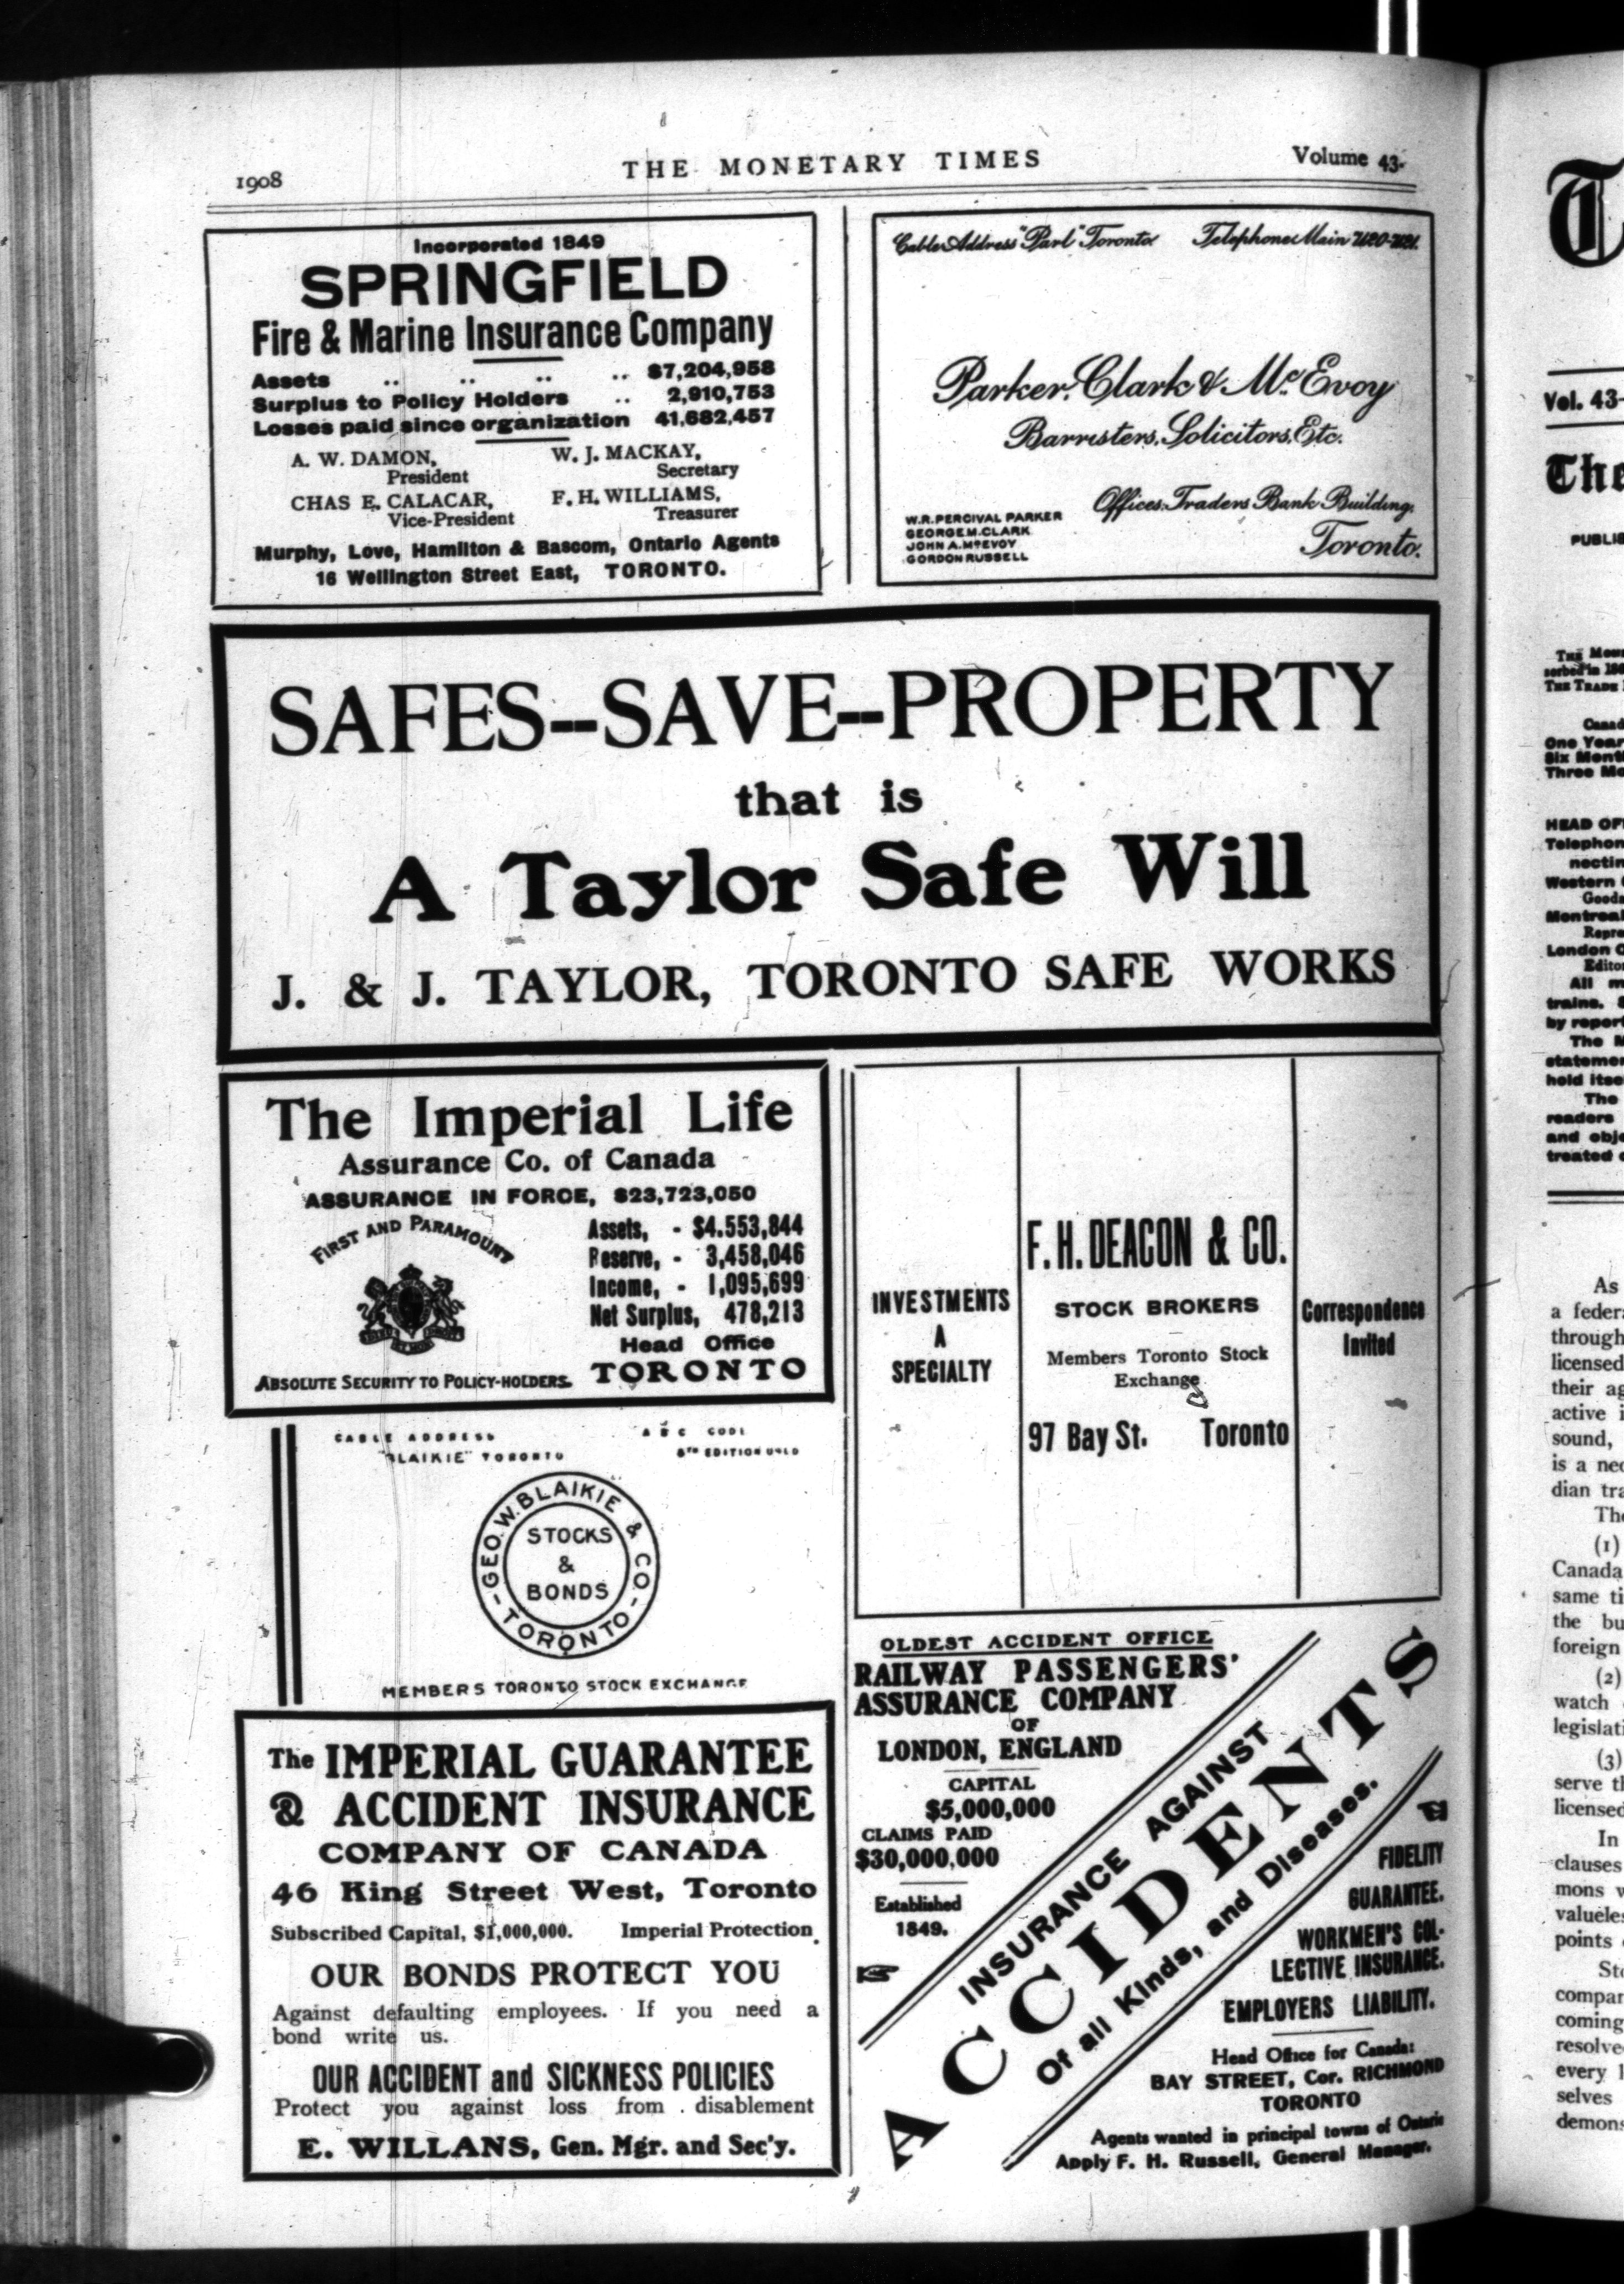 1908
THE MONETARY TIMES
Volume 43.
Incorporated 1849
SPRINGFIELD
Fire & Marine Insurance Company
Assets .. .. .. .. $7,204,958
Surplus to Policy Holders .. 2,910,753
Losses paid since organization 41,682,457
A. W. DAMON,
President
W. J. MACKAY,
Secretary
CHAS E. CALACAR,
Vice-President
F. H. WILLIAMS,
Treasurer
Murphy, Love, Hamilton & Bascom, Ontario Agents
16 Wellington Street East, TORONTO.
Cable Address "Parl" Toronto. Telephone Main
Parker, Clark & McEvoy
Barristers, Solicitors, Etc.
Offices: Traders Bank Building,
Toronto.
W.R. PERCIVAL PARKER
GEORGE M. CLARK
JOHN A. McEVOY
GORDON RUSSELL
SAFES--SAVE--PROPERTY
that is
A Taylor Safe Will
J. & J. TAYLOR, TORONTO SAFE WORKS
The Imperial Life
Assurance Co. of Canada
ASSURANCE IN FORCE, $23,723,050
FIRST AND PARAMOUNT
Assets, - $4.553,844
Reserve, - 3,458,046
Income, - 1,095,699
Net Surplus, 478,213
Head Office
TORONTO
ABSOLUTE SECURITY TO POLICY-HOLDERS.
INVESTMENTS
A
SPECIALTY
F. H. DEACON & CO.
STOCK BROKERS
Members Toronto Stock
Exchange
97 Bay St. Toronto
Correspondence
Invited
CABLE ADDRESS
"BLAIKIE" TORONTO
A B C CODE
5TH EDITION USED
GEO. W. BLAIKIE & CO.
STOCKS
&
BONDS
-TORONTO-
MEMBERS TORONTO STOCK EXCHANGE
The IMPERIAL GUARANTEE
& ACCIDENT INSURANCE
COMPANY OF CANADA
46 King Street West, Toronto
Subscribed Capital, $1,000,000. Imperial Protection
OUR BONDS PROTECT YOU
Against defaulting employees. If you need a
bond write us.
OUR ACCIDENT and SICKNESS POLICIES
Protect you against loss from disablement
E. WILLANS, Gen. Mgr. and Sec'y.
OLDEST ACCIDENT OFFICE
RAILWAY PASSENGERS'
ASSURANCE COMPANY
OF
LONDON, ENGLAND
CAPITAL
$5,000,000
CLAIMS PAID
$30,000,000
Established
1849.
INSURANCE AGAINST
ACCIDENTS
Of all Kinds, and Diseases.
FIDELITY
GUARANTEE.
WORKMEN'S COL-
LECTIVE INSURANCE.
EMPLOYERS LIABILITY.
Head Office for Canada:
BAY STREET, Cor. RICHMOND
TORONTO
Agents wanted in principal towns of Ontario
Apply F. H. Russell, General Manager.
Vol. 43-
The